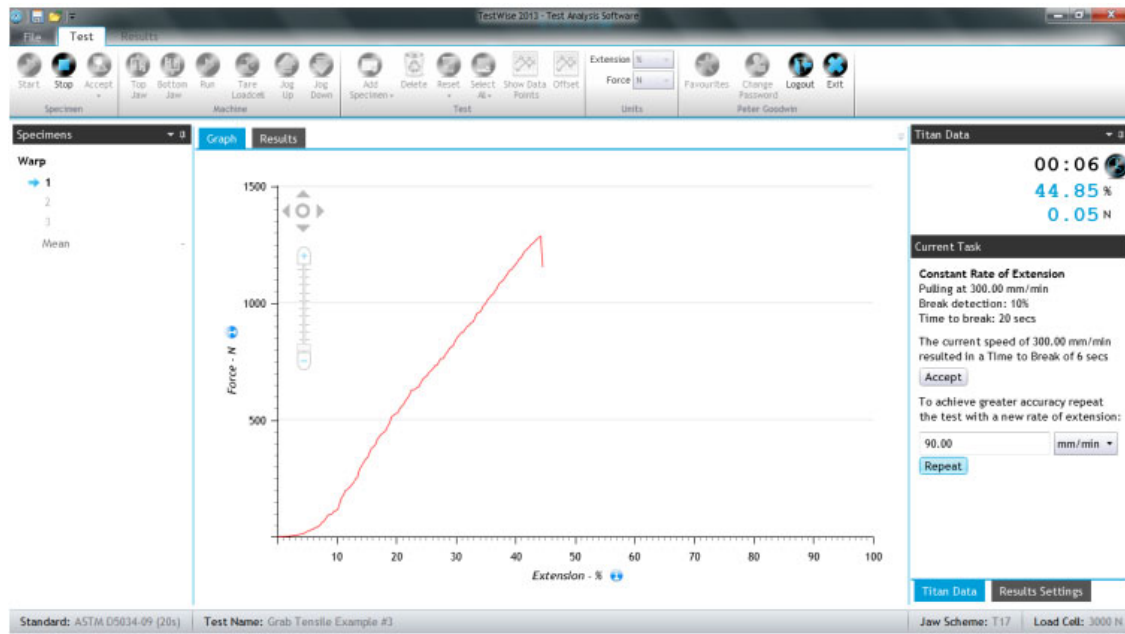 TestWise 2013 - Test Analysis Software
File Test Results
Start Stop Accept Top Jaw Bottom Jaw Run Tare Loadcell Jog Up Jog Down Add Specimen Delete Reset Select All Show Data Points Offset Extension % Favourites Change Password Logout Exit
Force N
Specimen Machine Test Units Peter Goodwin
Specimens
Warp
1
2
3
Mean -
Graph Results
1500
1000
500
Force - N
10 20 30 40 50 60 70 80 90 100
Extension - %
Titan Data
00:06
44.85 %
0.05 N
Current Task
Constant Rate of Extension
Pulling at 300.00 mm/min
Break detection: 10%
Time to break: 20 secs
The current speed of 300.00 mm/min
resulted in a Time to Break of 6 secs
Accept
To achieve greater accuracy repeat
the test with a new rate of extension:
90.00 mm/min
Repeat
Titan Data Results Settings
Standard: ASTM D5034-09 (20s) Test Name: Grab Tensile Example #3 Jaw Scheme: T17 Load Cell: 3000 N